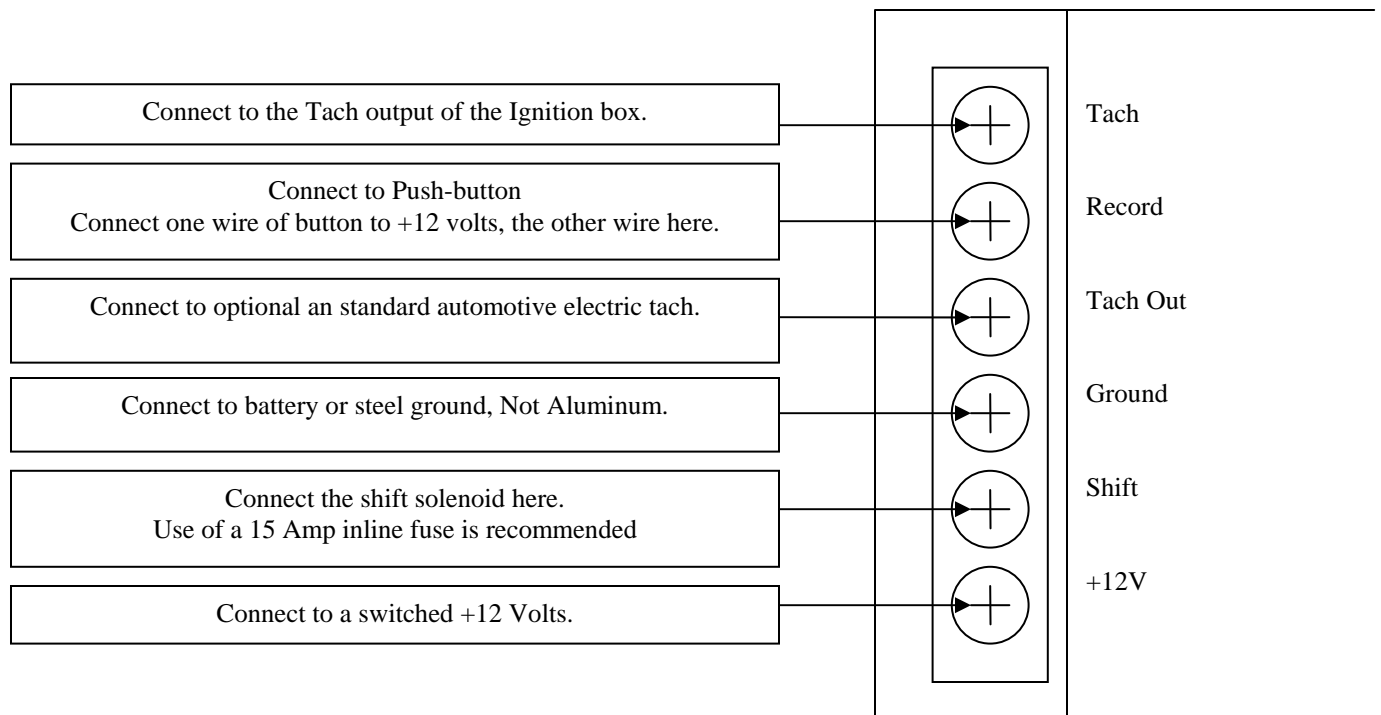 Connect to the Tach output of the Ignition box.
Tach
Connect to Push-button
Connect one wire of button to +12 volts, the other wire here.
Record
Connect to optional an standard automotive electric tach.
Tach Out
Connect to battery or steel ground, Not Aluminum.
Ground
Connect the shift solenoid here.
Use of a 15 Amp inline fuse is recommended
Shift
Connect to a switched +12 Volts.
+12V